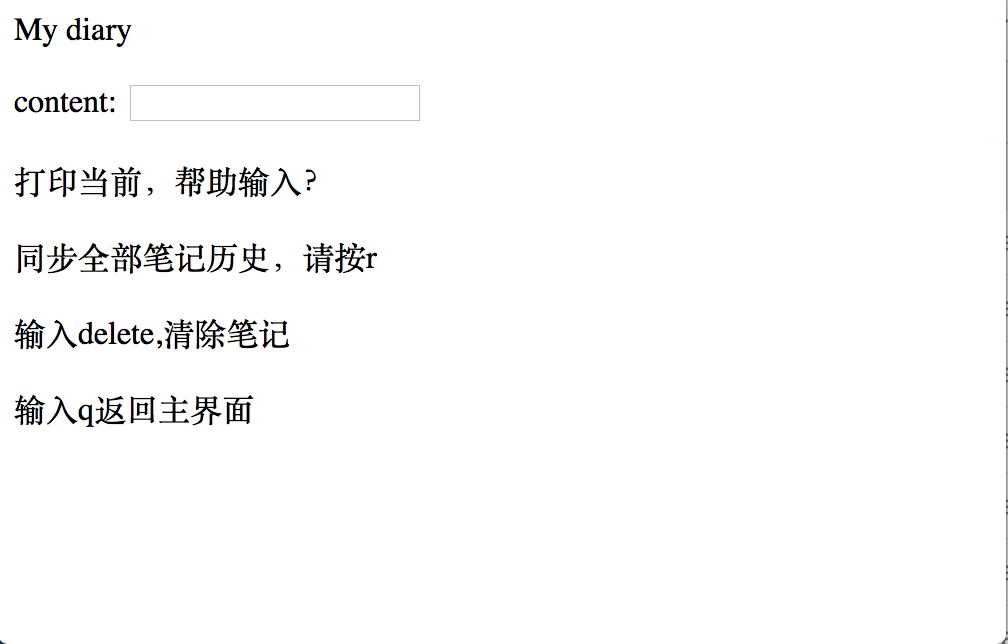 My diary
content:
打印当前，帮助输入?
同步全部笔记历史，请按r
输入delete,清除笔记
输入q返回主界面